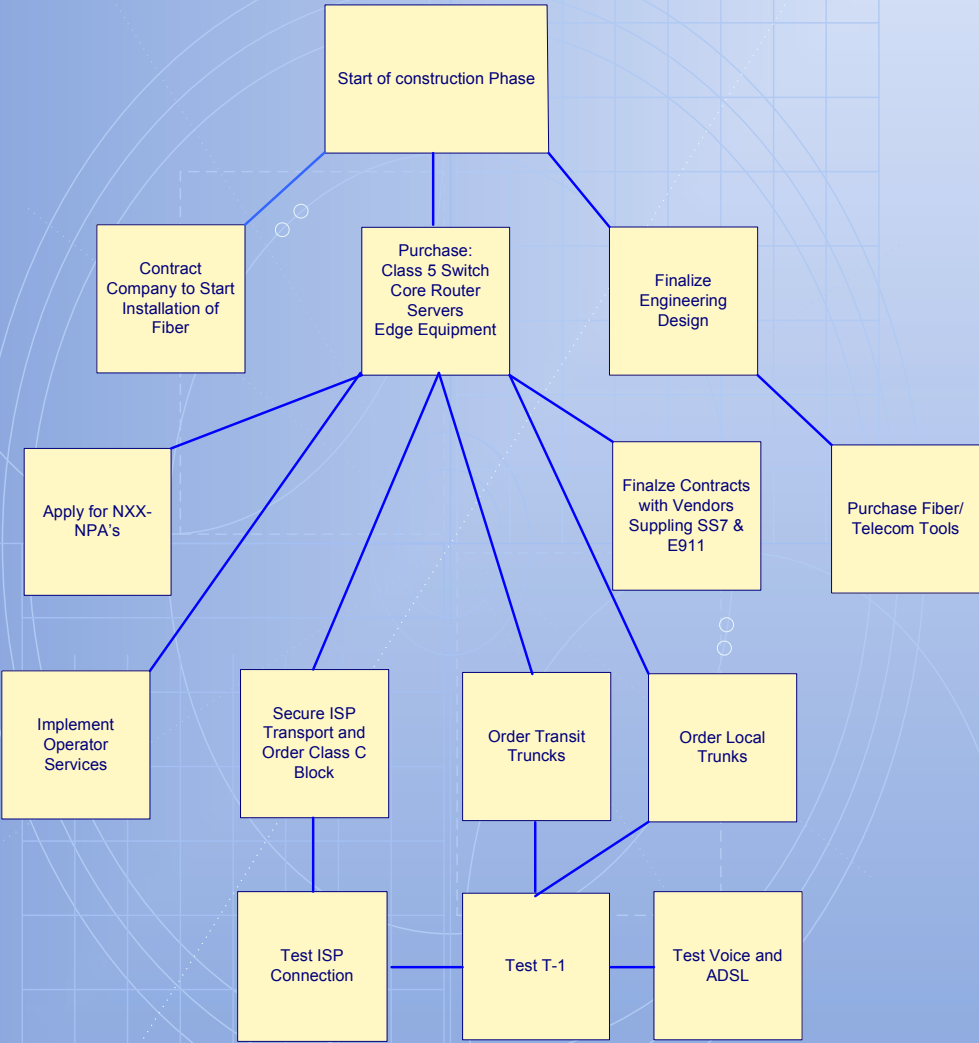 Start of construction Phase
Contract
Company to Start
Installation of
Fiber
Purchase:
Class 5 Switch
Core Router
Servers
Edge Equipment
Finalize
Engineering
Design
Apply for NXX-
NPA's
Finalze Contracts
with Vendors
Suppling SS7 &
E911
Purchase Fiber/
Telecom Tools
Implement
Operator
Services
Secure ISP
Transport and
Order Class C
Block
Order Transit
Truncks
Order Local
Trunks
Test ISP
Connection
Test T-1
Test Voice and
ADSL